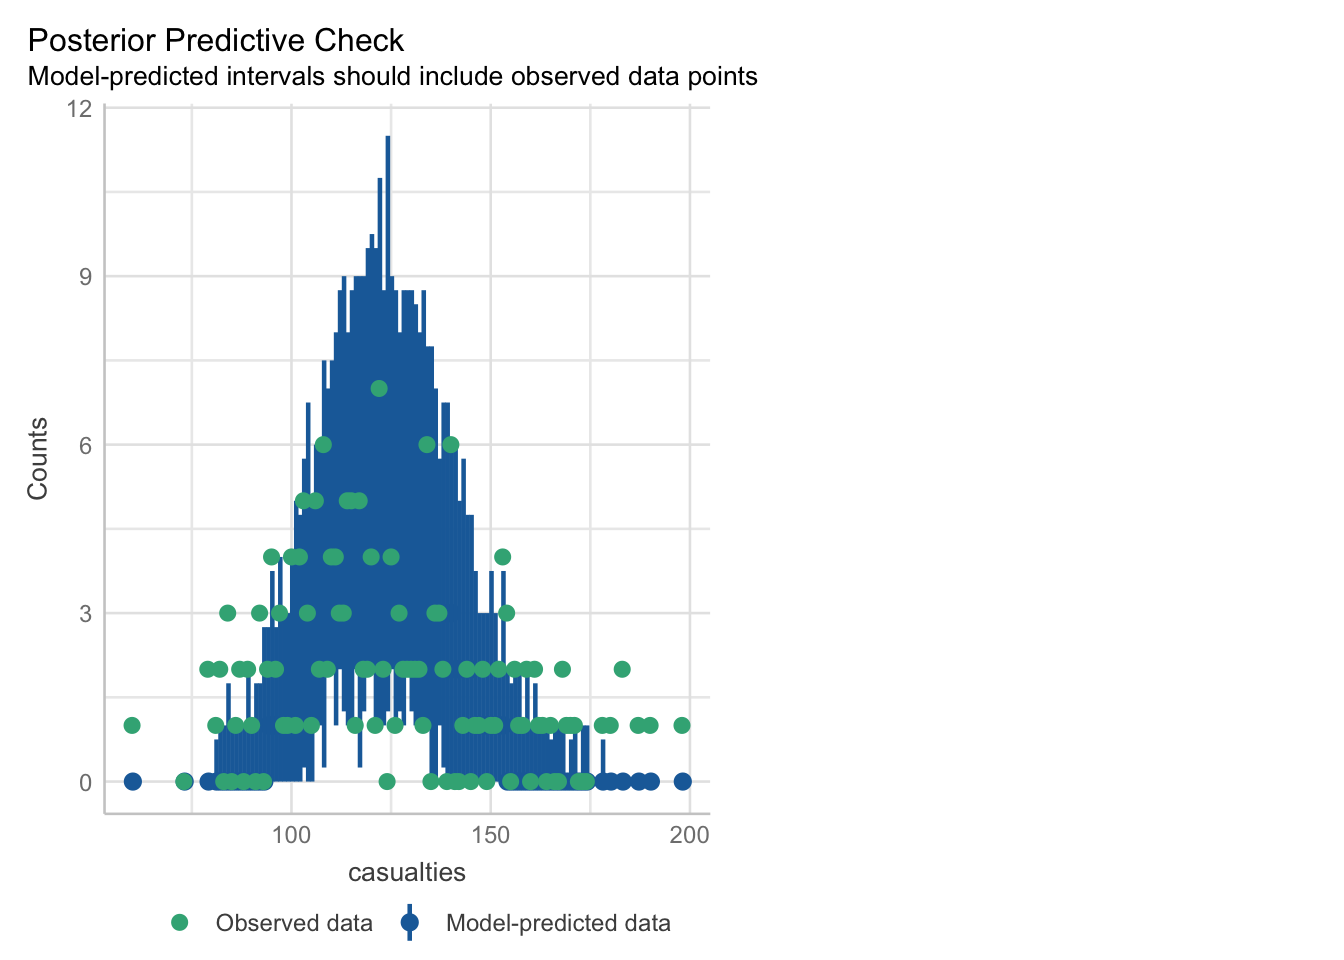 Posterior Predictive Check
Model-predicted intervals should include observed data points
12
9
6
3
0
Counts
100 150 200
casualties
Observed data Model-predicted data